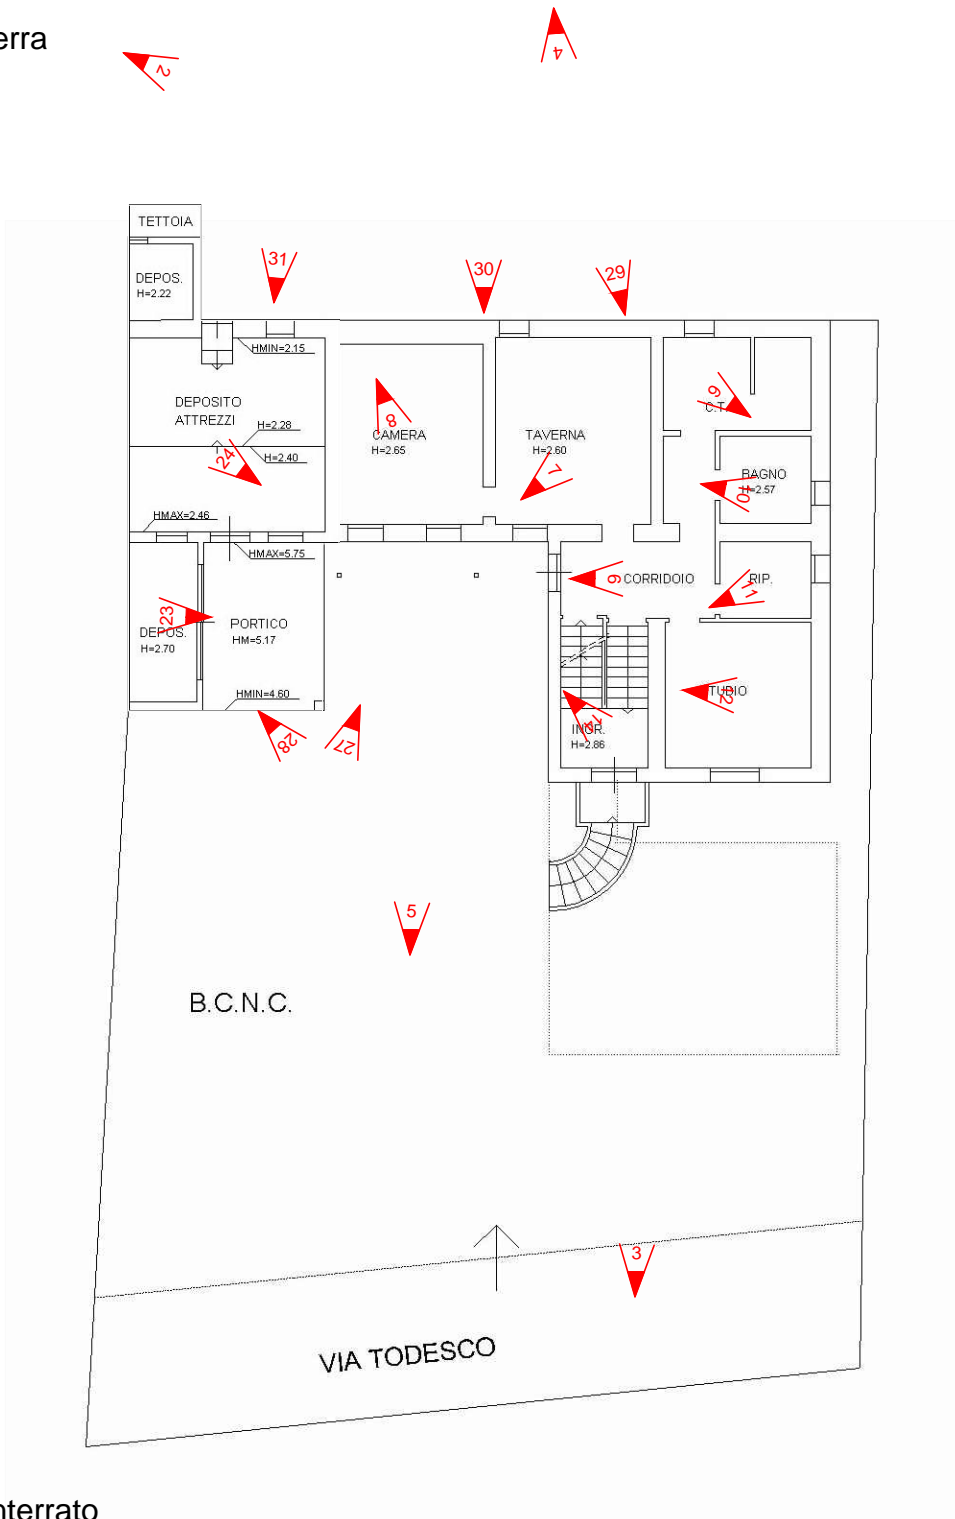 erra
2
4
TETTOIA
DEPOS.
H=2.22
31
30
29
HMIN=2.15
DEPOSITO
ATTREZZI
H=2.28
H=2.40
24
HMAX=2.46
HMAX=5.75
8
CAMERA
H=2.65
TAVERNA
H=2.60
7
9
C.T.
BAGNO
H=2.57
10
6
CORRIDOIO
RIP.
11
23
DEPOS.
H=2.70
PORTICO
HM=5.17
HMIN=4.60
28
27
12
TUDIO
14
INGR.
H=2.86
5
B.C.N.C.
3
VIA TODESCO
nterrato